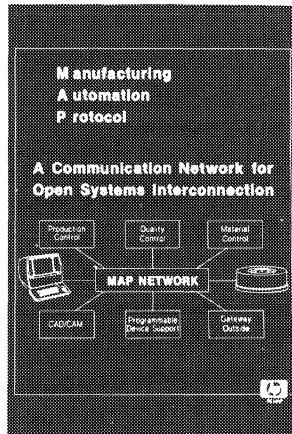 Manufacturing
Automation
Protocol
A Communication Network for
Open Systems Interconnection
Production
Control
Quality
Control
Material
Control
MAP NETWORK
CAD/CAM
Programmable
Device Support
Gateway
Outside